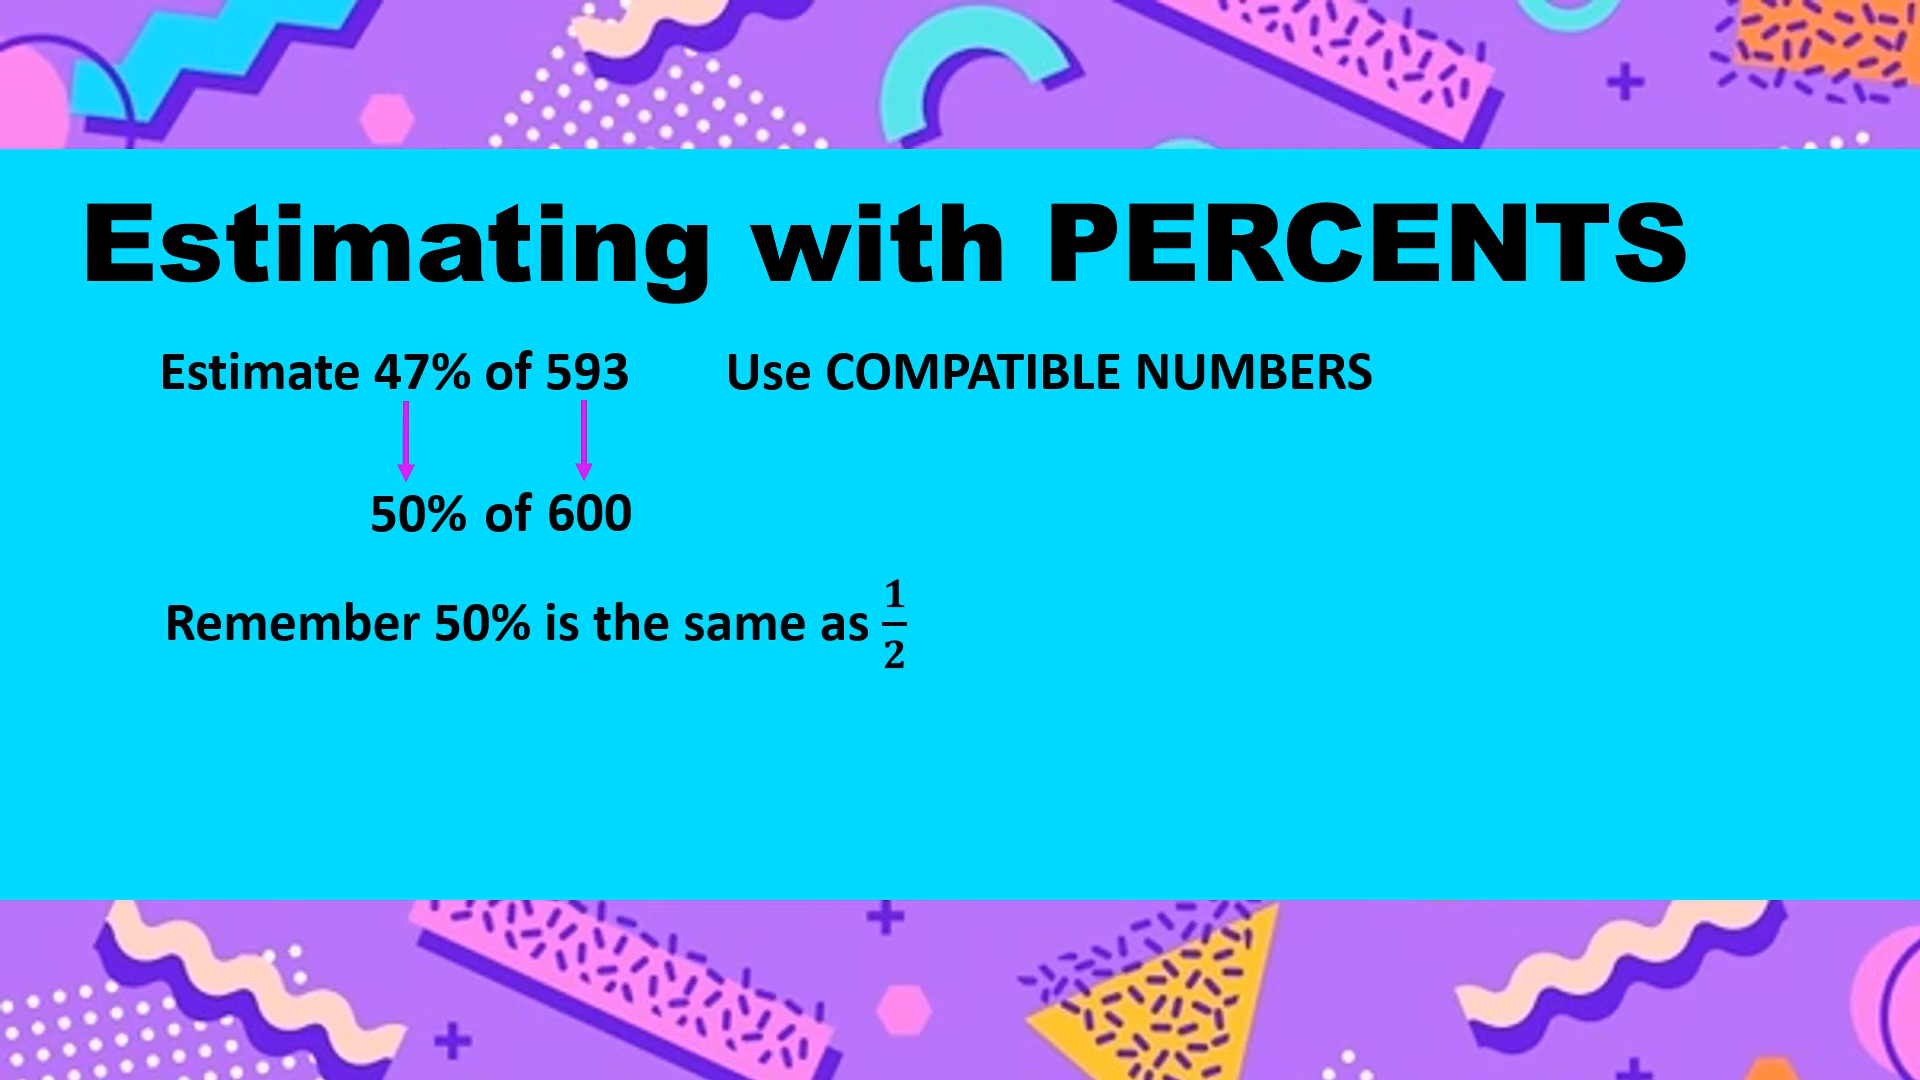 Estimating with PERCENTS
Estimate 47% of 593 Use COMPATIBLE NUMBERS
50% of 600
Remember 50% is the same as 1/2